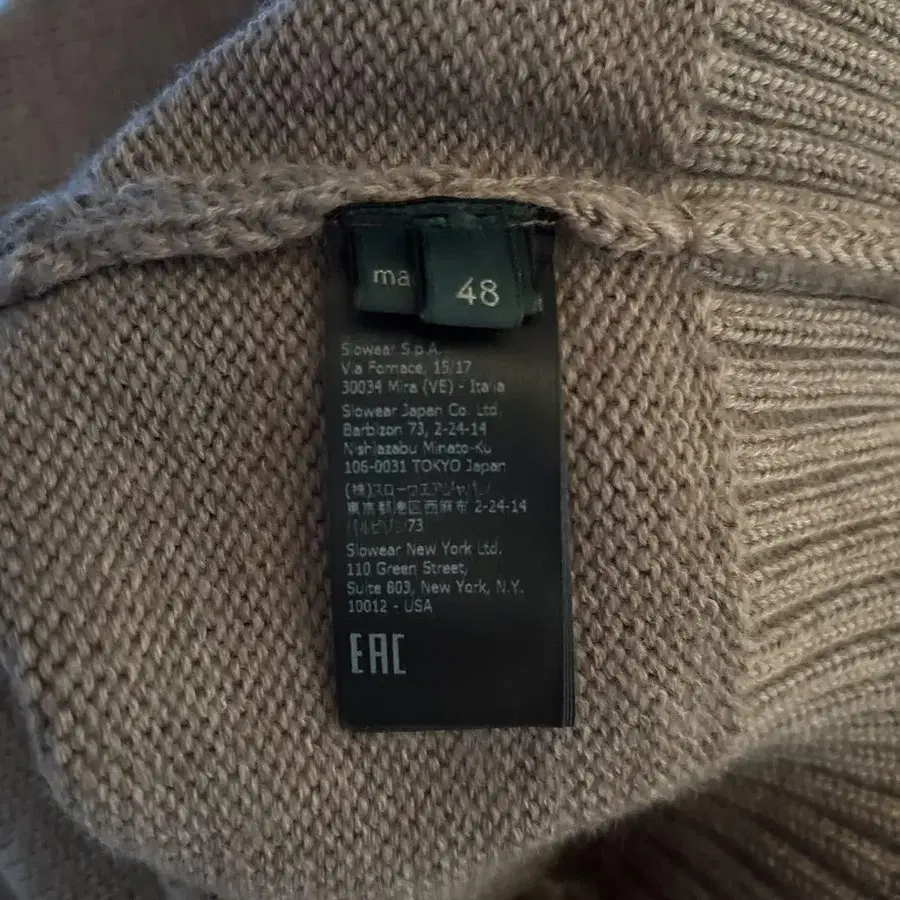 ma
48
Slowear S.p.A.
Via Fornace, 15/17
30034 Mira (VE) - Italia
Slowear Japan Co. Ltd.
Barbizon 73, 2-24-14
Nishiazabu Minato-Ku
106-0031 TOKYO Japan
(株)スローウエアジャパン
東京都港区西麻布 2-24-14
バルビゾン73
Slowear New York Ltd.
110 Green Street,
Suite 803, New York, N.Y.
10012 - USA
EAC